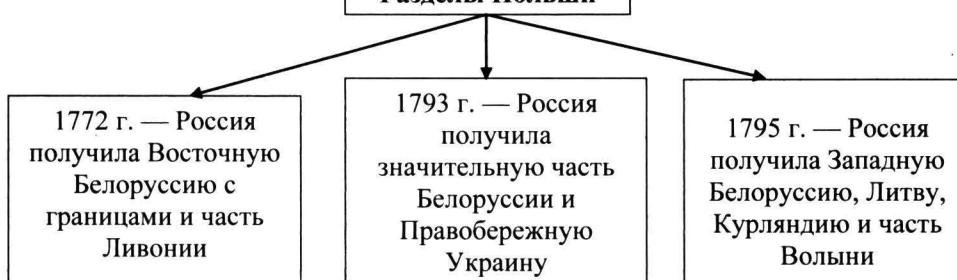 Разделы Польши
1772 г. — Россия
получила Восточную
Белоруссию с
границами и часть
Ливонии
1793 г. — Россия
получила
значительную часть
Белоруссии и
Правобережную
Украину
1795 г. — Россия
получила Западную
Белоруссию, Литву,
Курляндию и часть
Волыни